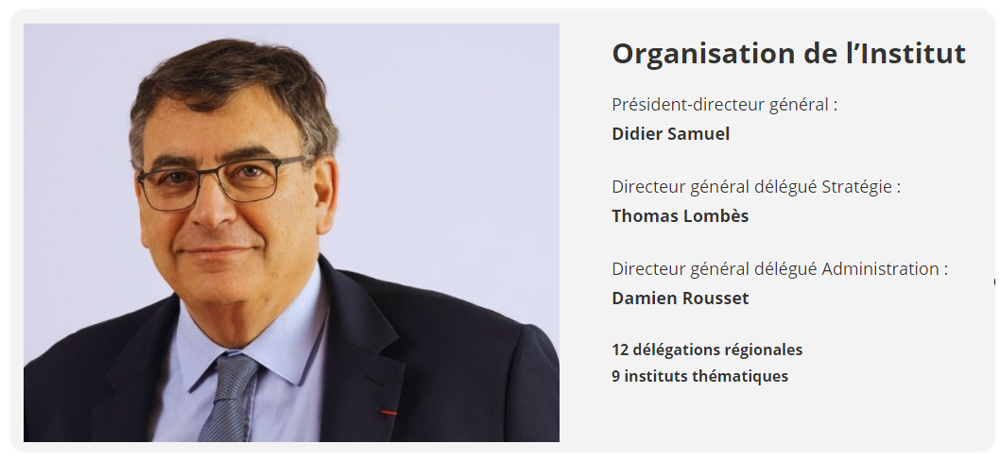 Organisation de l’Institut
Président-directeur général :
Didier Samuel
Directeur général délégué Stratégie :
Thomas Lombès
Directeur général délégué Administration :
Damien Rousset
12 délégations régionales
9 instituts thématiques